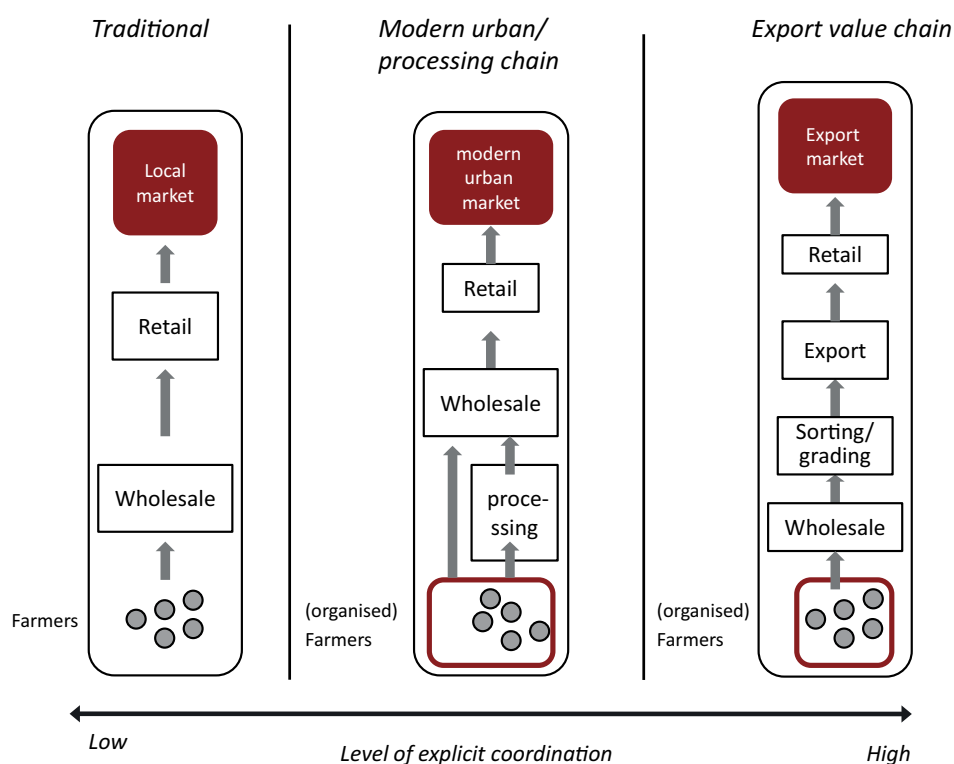 Traditional
Modern urban/
processing chain
Export value chain
Local
market
Retail
Wholesale
Farmers
modern
urban
market
Retail
Wholesale
proce-
ssing
(organised)
Farmers
Export
market
Retail
Export
Sorting/
grading
Wholesale
(organised)
Farmers
Low
Level of explicit coordination
High